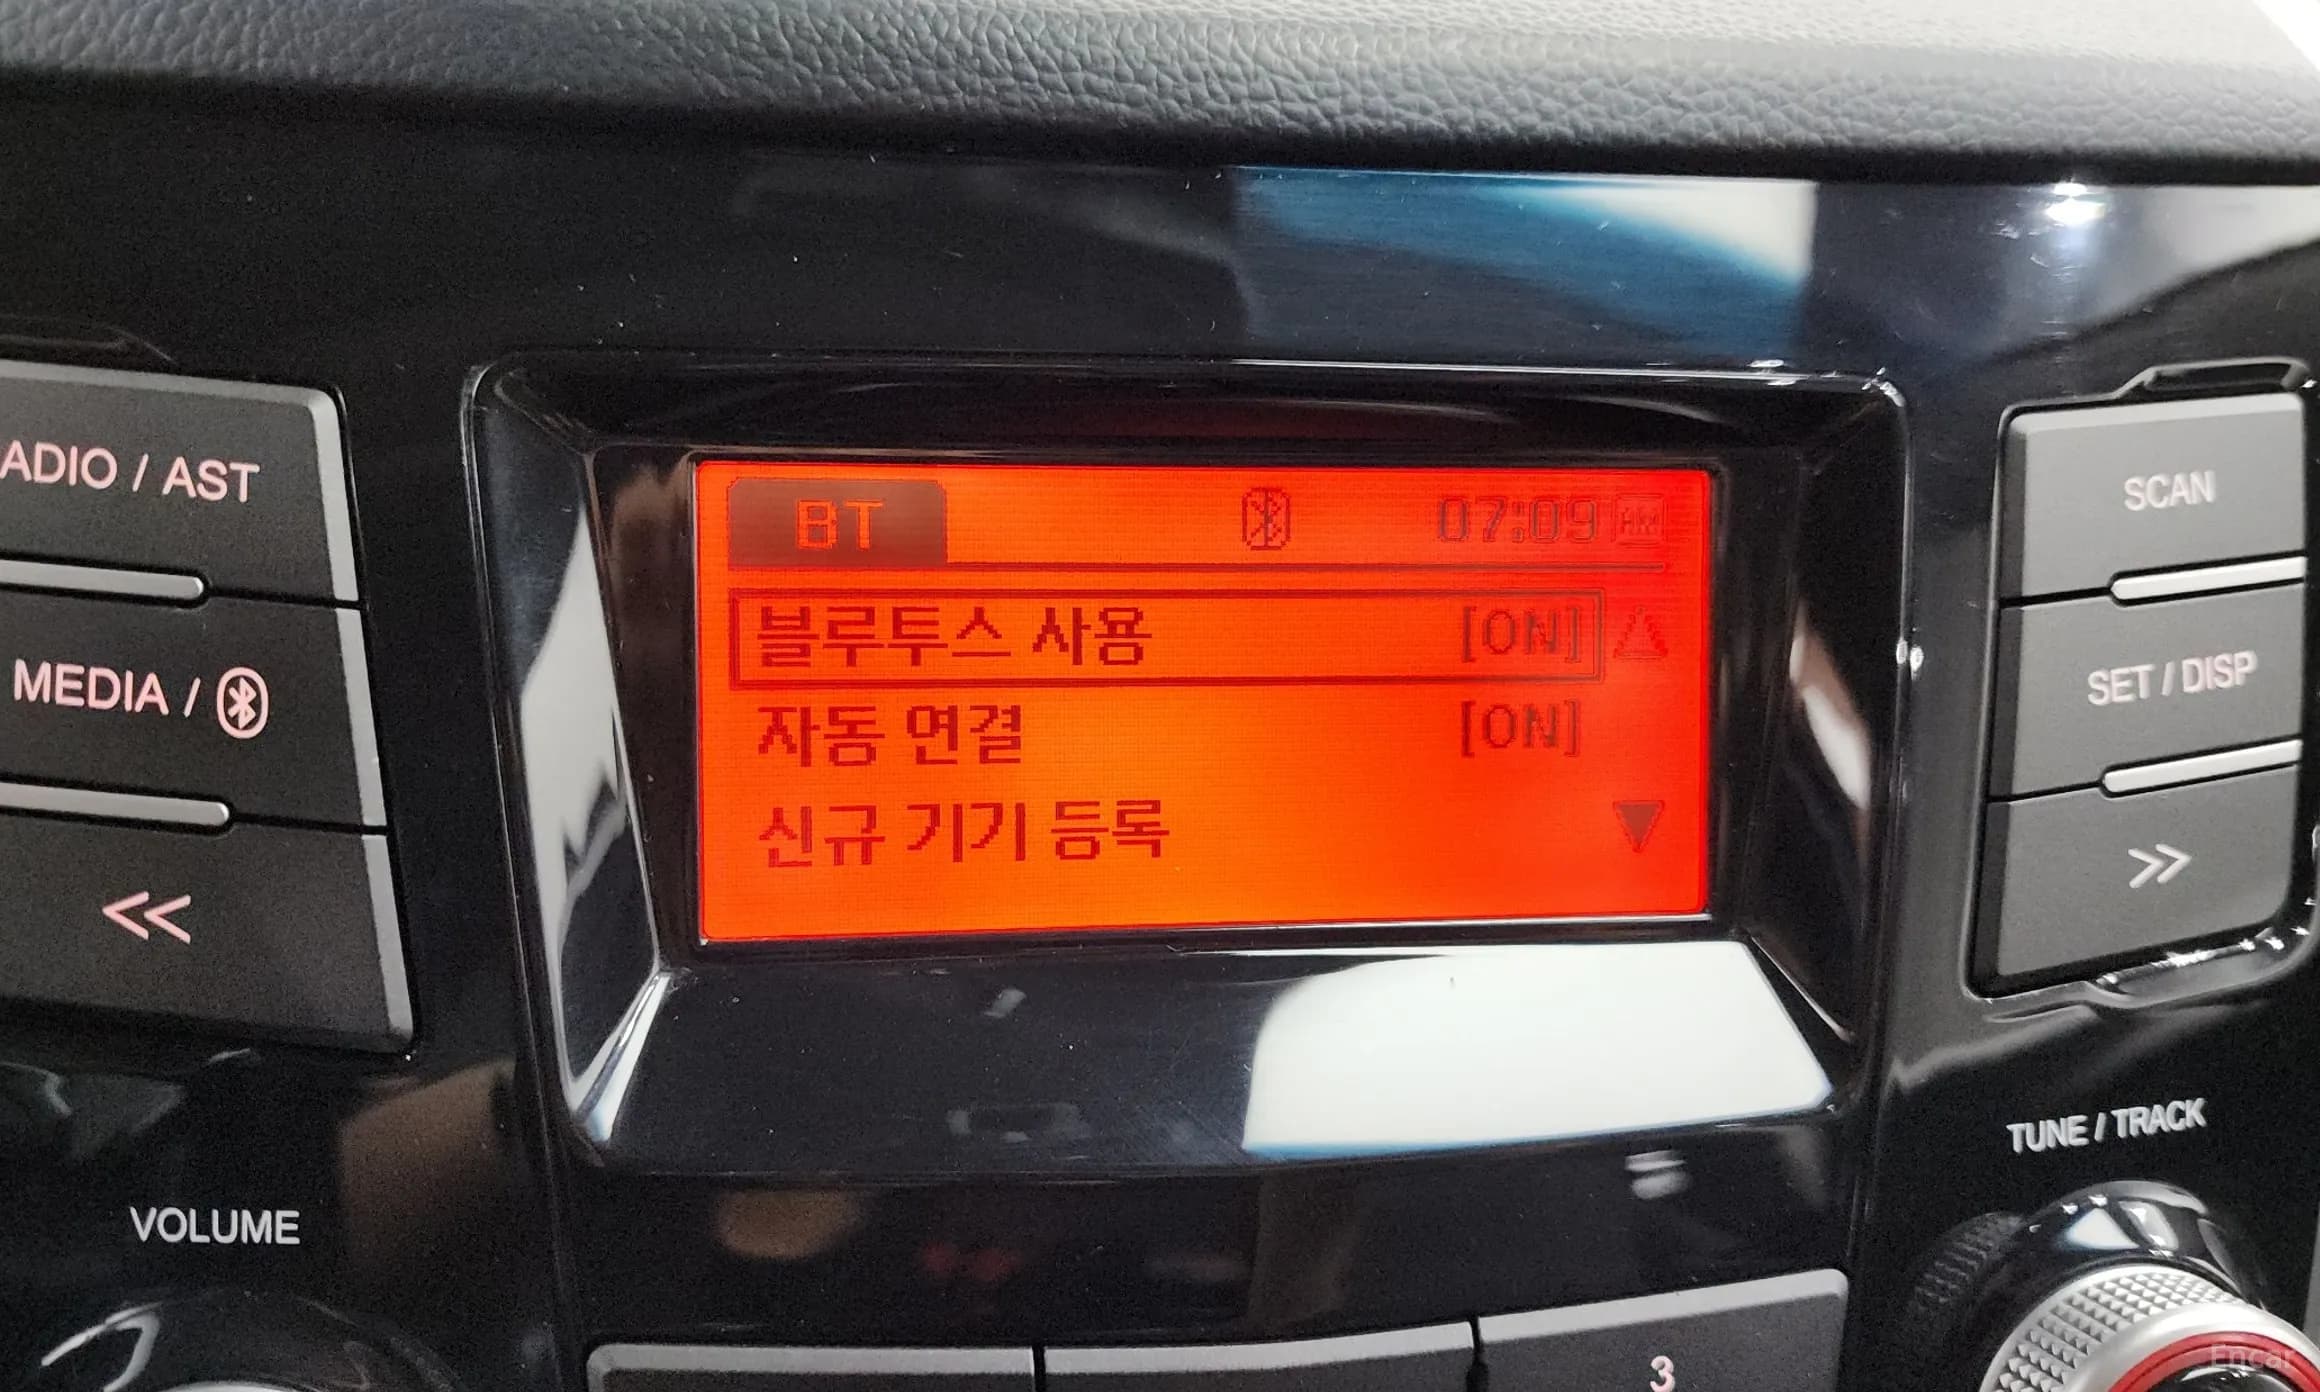 ADIO / AST
MEDIA /
<<
VOLUME
BT 07:09 AM
블루투스 사용 [ON]
자동 연결 [ON]
신규 기기 등록
SCAN
SET / DISP
>>
TUNE / TRACK
3
Encar